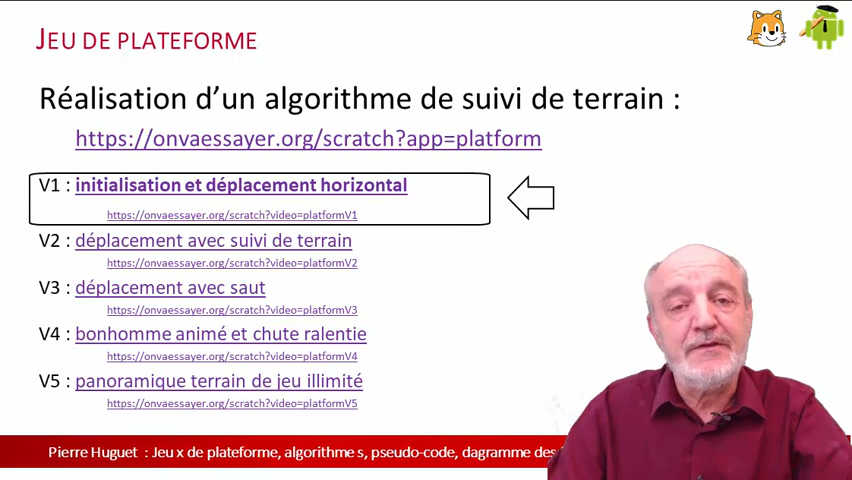 JEU DE PLATEFORME
Réalisation d'un algorithme de suivi de terrain :
https://onvaessayer.org/scratch?app=platform
V1 : initialisation et déplacement horizontal
https://onvaessayer.org/scratch?video=platformV1
V2 : déplacement avec suivi de terrain
https://onvaessayer.org/scratch?video=platformV2
V3 : déplacement avec saut
https://onvaessayer.org/scratch?video=platformV3
V4 : bonhomme animé et chute ralentie
https://onvaessayer.org/scratch?video=platformV4
V5 : panoramique terrain de jeu illimité
https://onvaessayer.org/scratch?video=platformV5
Pierre Huguet : Jeu x de plateforme, algorithme s, pseudo-code, dagramme des